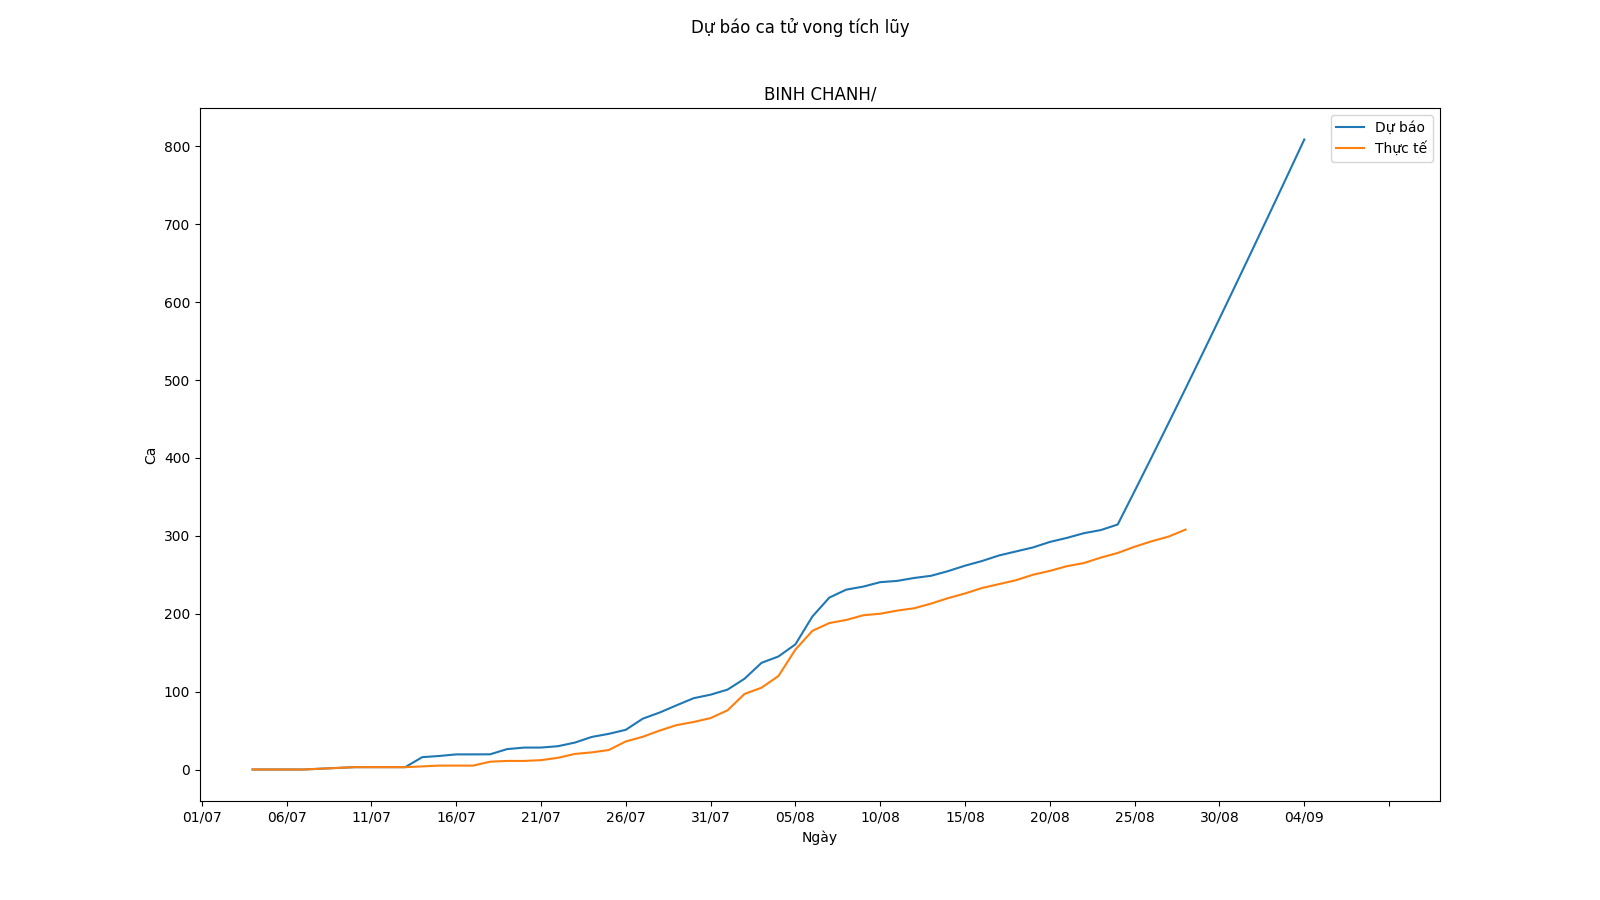 Dự báo ca tử vong tích lũy
BINH CHANH/
Dự báo
Thực tế
800
700
600
500
400
300
200
100
0
Ca
01/07 06/07 11/07 16/07 21/07 26/07 31/07 05/08 10/08 15/08 20/08 25/08 30/08 04/09
Ngày